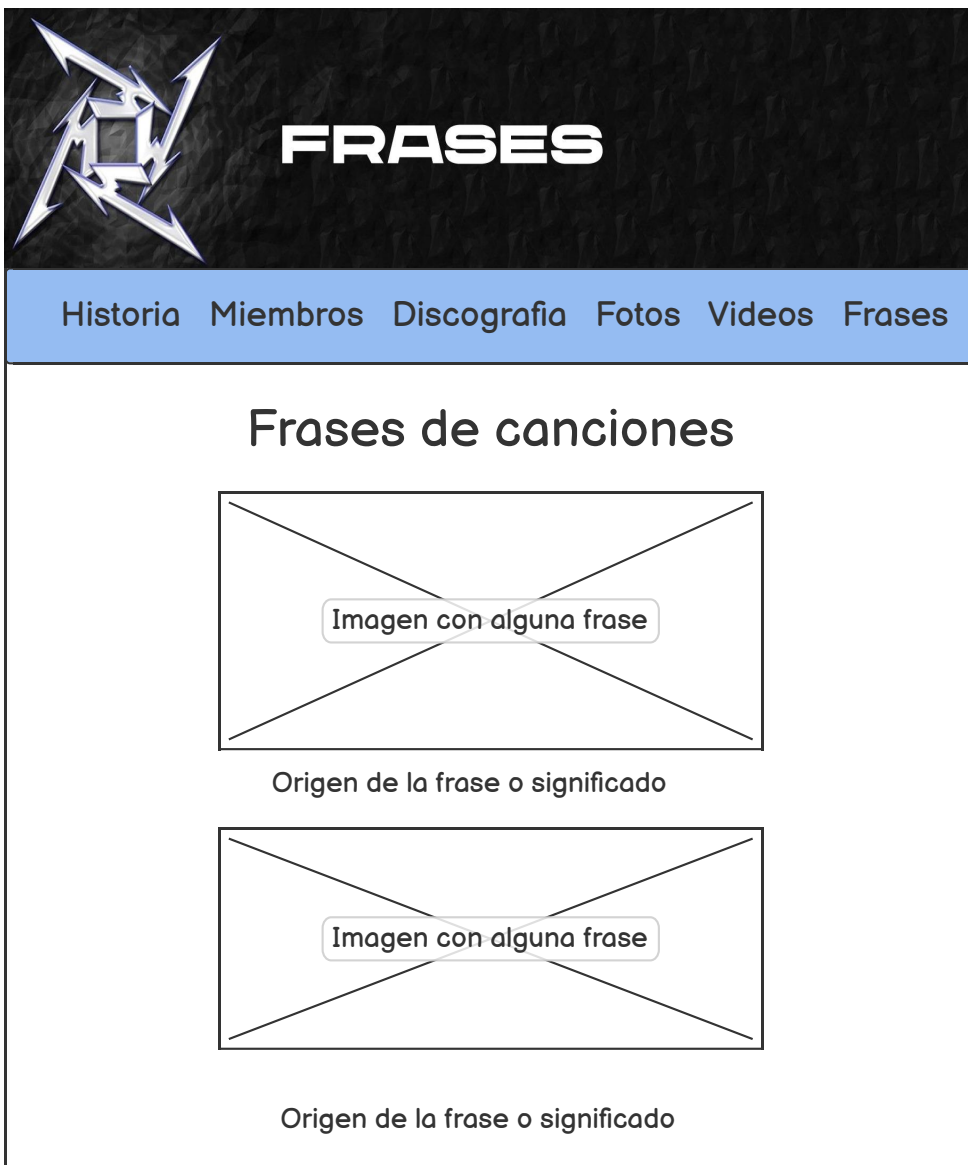 FRASES
Historia Miembros Discografia Fotos Videos Frases
Frases de canciones
Imagen con alguna frase
Origen de la frase o significado
Imagen con alguna frase
Origen de la frase o significado